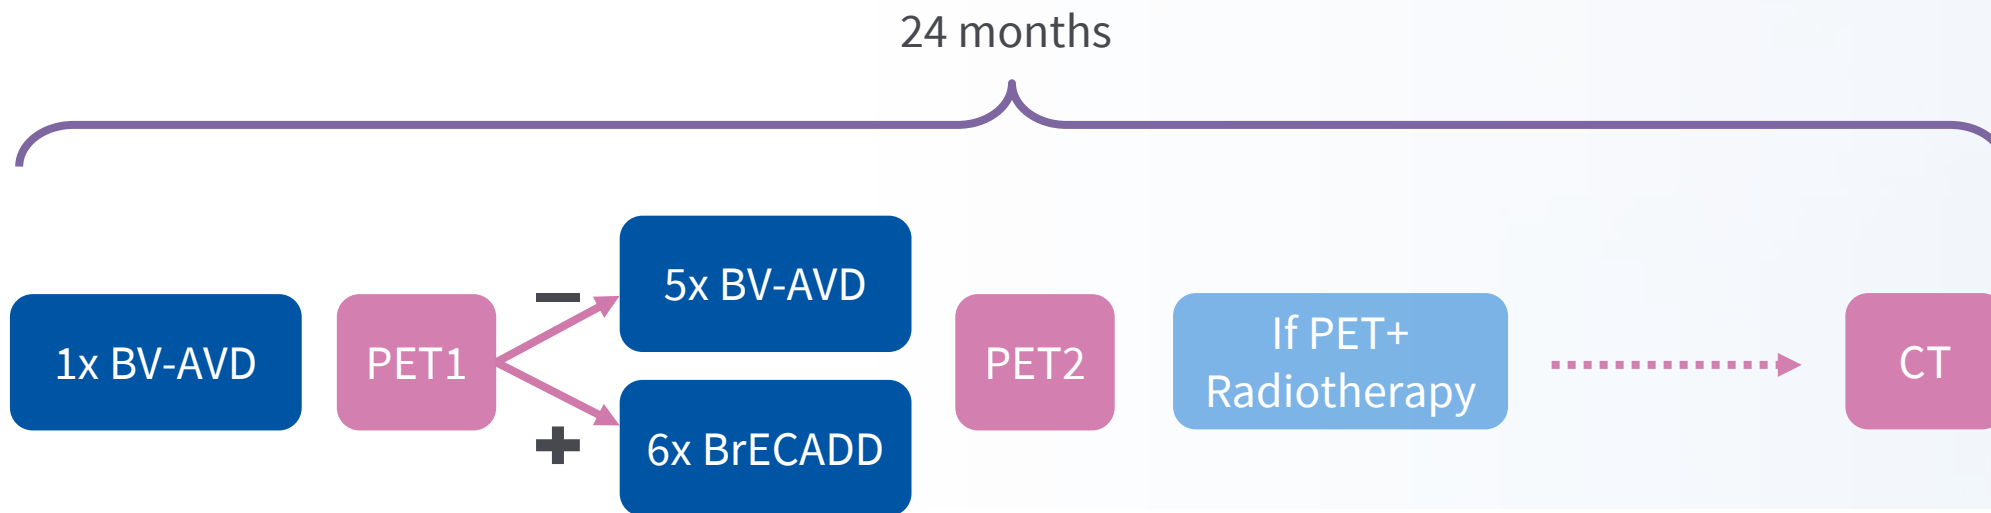 24 months
1x BV-AVD
PET1
−
+
5x BV-AVD
6x BrECADD
PET2
If PET+
Radiotherapy
CT